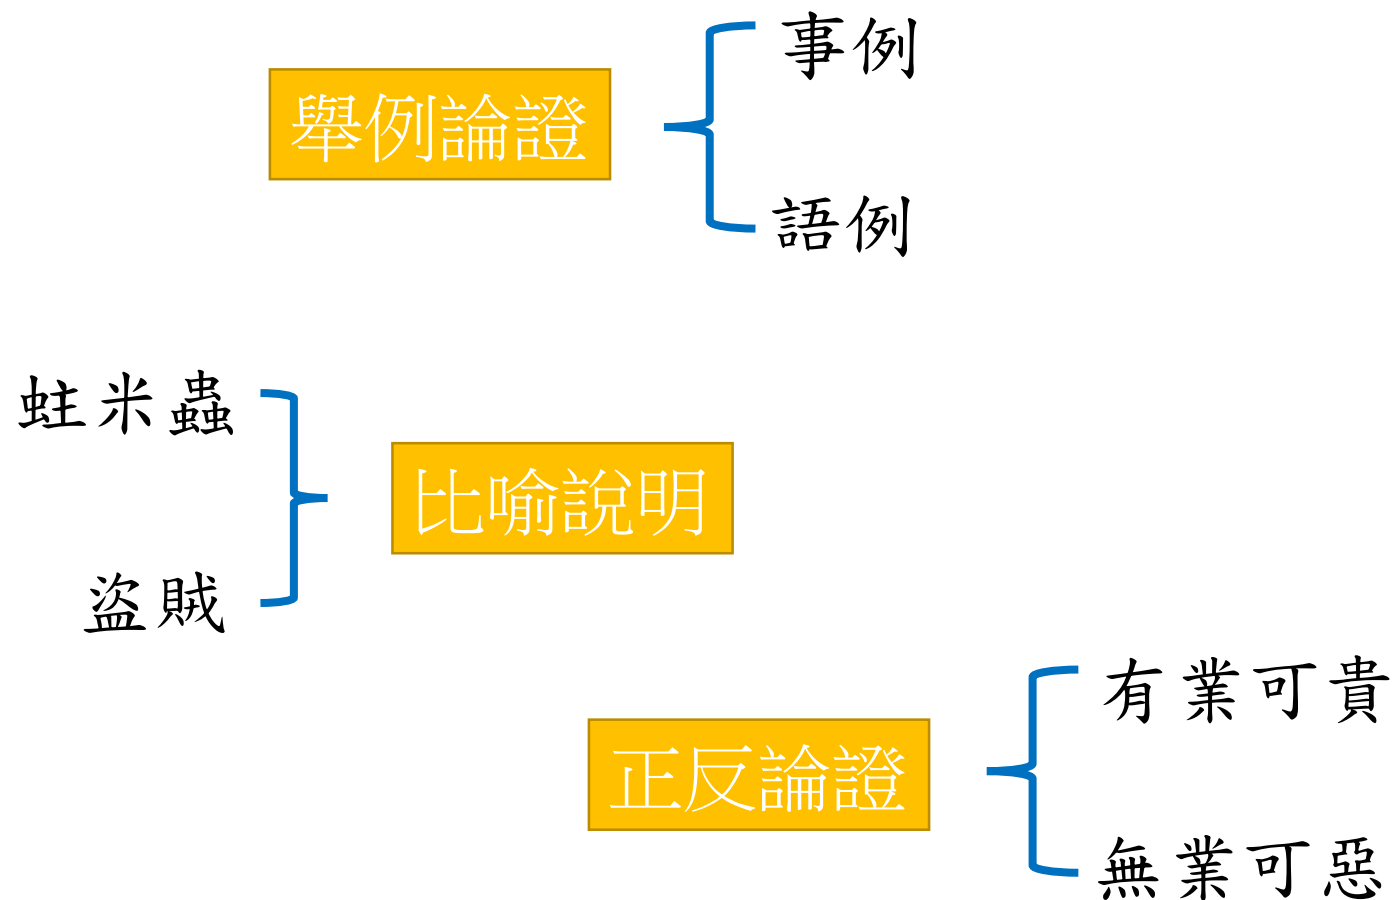 事例
舉例論證
語例
蛀米蟲
比喻說明
盜賊
有業可貴
正反論證
無業可惡